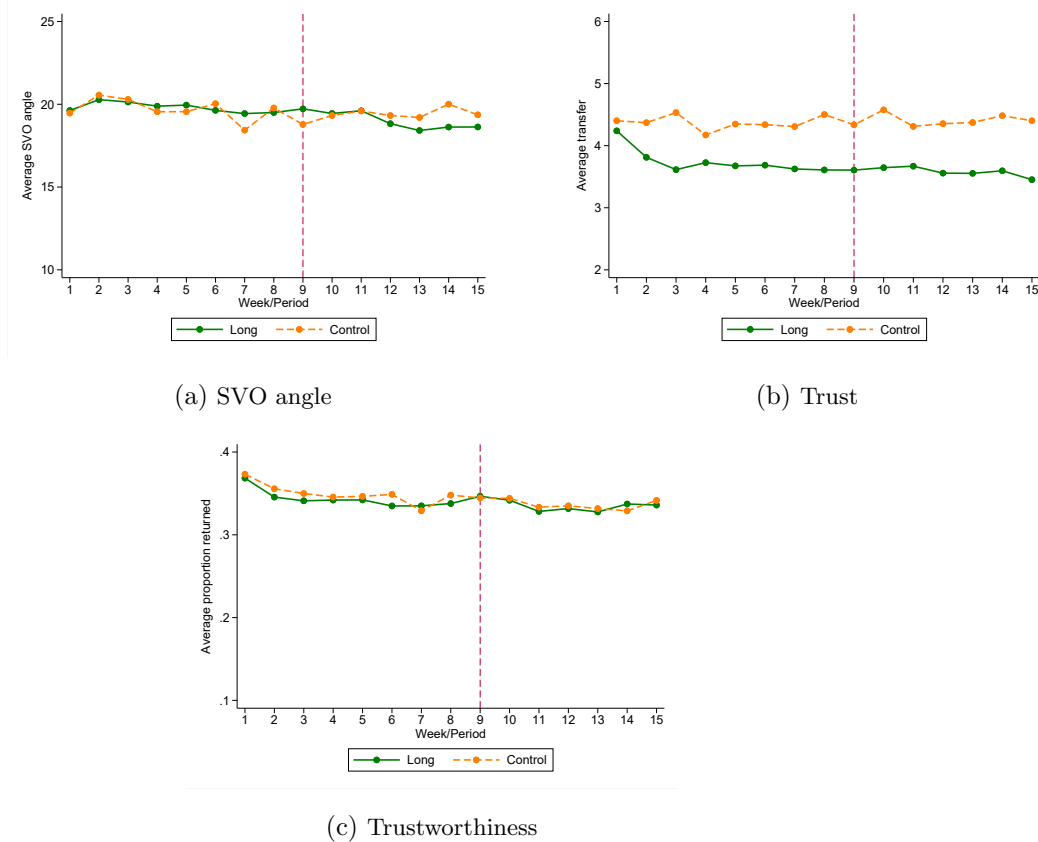 25
20
15
10
Average SVO angle
1 2 3 4 5 6 7 8 9 10 11 12 13 14 15
Week/Period
Long Control
(a) SVO angle
6
5
4
3
2
Average transfer
1 2 3 4 5 6 7 8 9 10 11 12 13 14 15
Week/Period
Long Control
(b) Trust
.4
.3
.2
.1
Average proportion returned
1 2 3 4 5 6 7 8 9 10 11 12 13 14 15
Week/Period
Long Control
(c) Trustworthiness